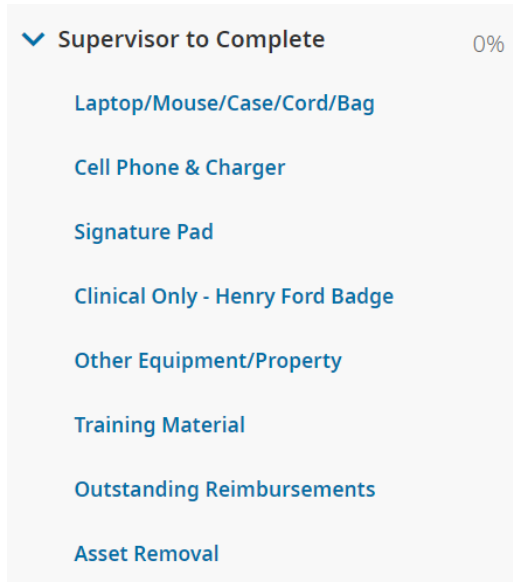 Supervisor to Complete 0%
Laptop/Mouse/Case/Cord/Bag
Cell Phone & Charger
Signature Pad
Clinical Only - Henry Ford Badge
Other Equipment/Property
Training Material
Outstanding Reimbursements
Asset Removal